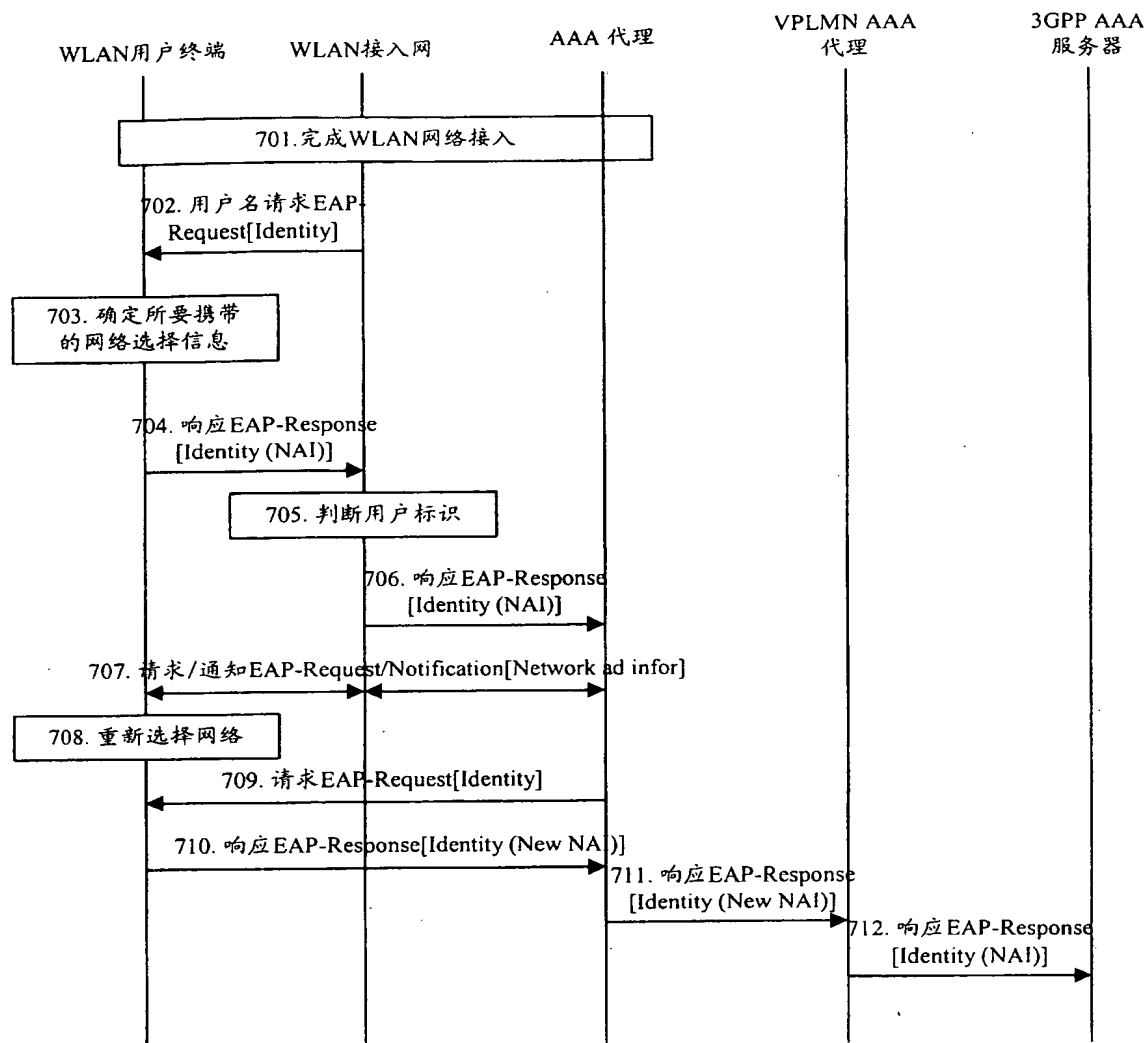 WLAN用户终端
WLAN接入网
AAA 代理
VPLMN AAA
代理
3GPP AAA
服务器
701.完成WLAN网络接入
702. 用户名请求EAP-
Request[Identity]
703. 确定所要携带
的网络选择信息
704. 响应EAP-Response
[Identity (NAI)]
705. 判断用户标识
706. 响应EAP-Response
[Identity (NAI)]
707. 请求/通知EAP-Request/Notification[Network ad infor]
708. 重新选择网络
709. 请求EAP-Request[Identity]
710. 响应EAP-Response[Identity (New NAI)]
711. 响应EAP-Response
[Identity (New NAI)]
712. 响应EAP-Response
[Identity (NAI)]